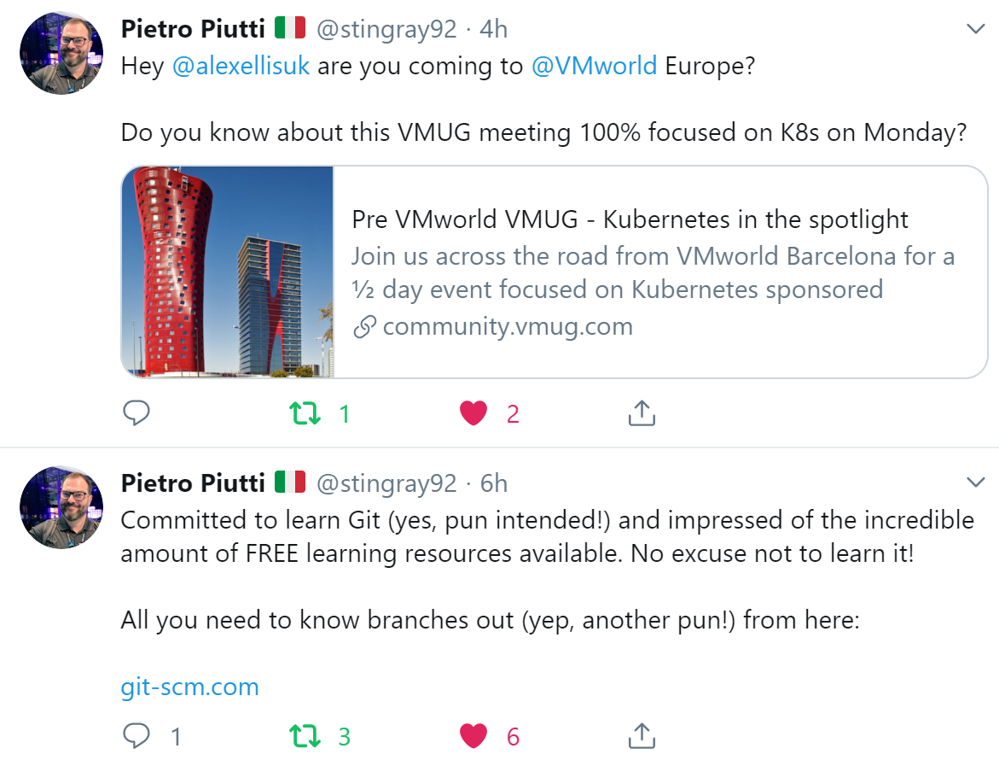 Pietro Piutti 🇮🇹 @stingray92 · 4h
Hey @alexellisuk are you coming to @VMworld Europe?
Do you know about this VMUG meeting 100% focused on K8s on Monday?
Pre VMworld VMUG - Kubernetes in the spotlight
Join us across the road from VMworld Barcelona for a
½ day event focused on Kubernetes sponsored
community.vmug.com
1 2
Pietro Piutti 🇮🇹 @stingray92 · 6h
Committed to learn Git (yes, pun intended!) and impressed of the incredible
amount of FREE learning resources available. No excuse not to learn it!
All you need to know branches out (yep, another pun!) from here:
git-scm.com
1 3 6